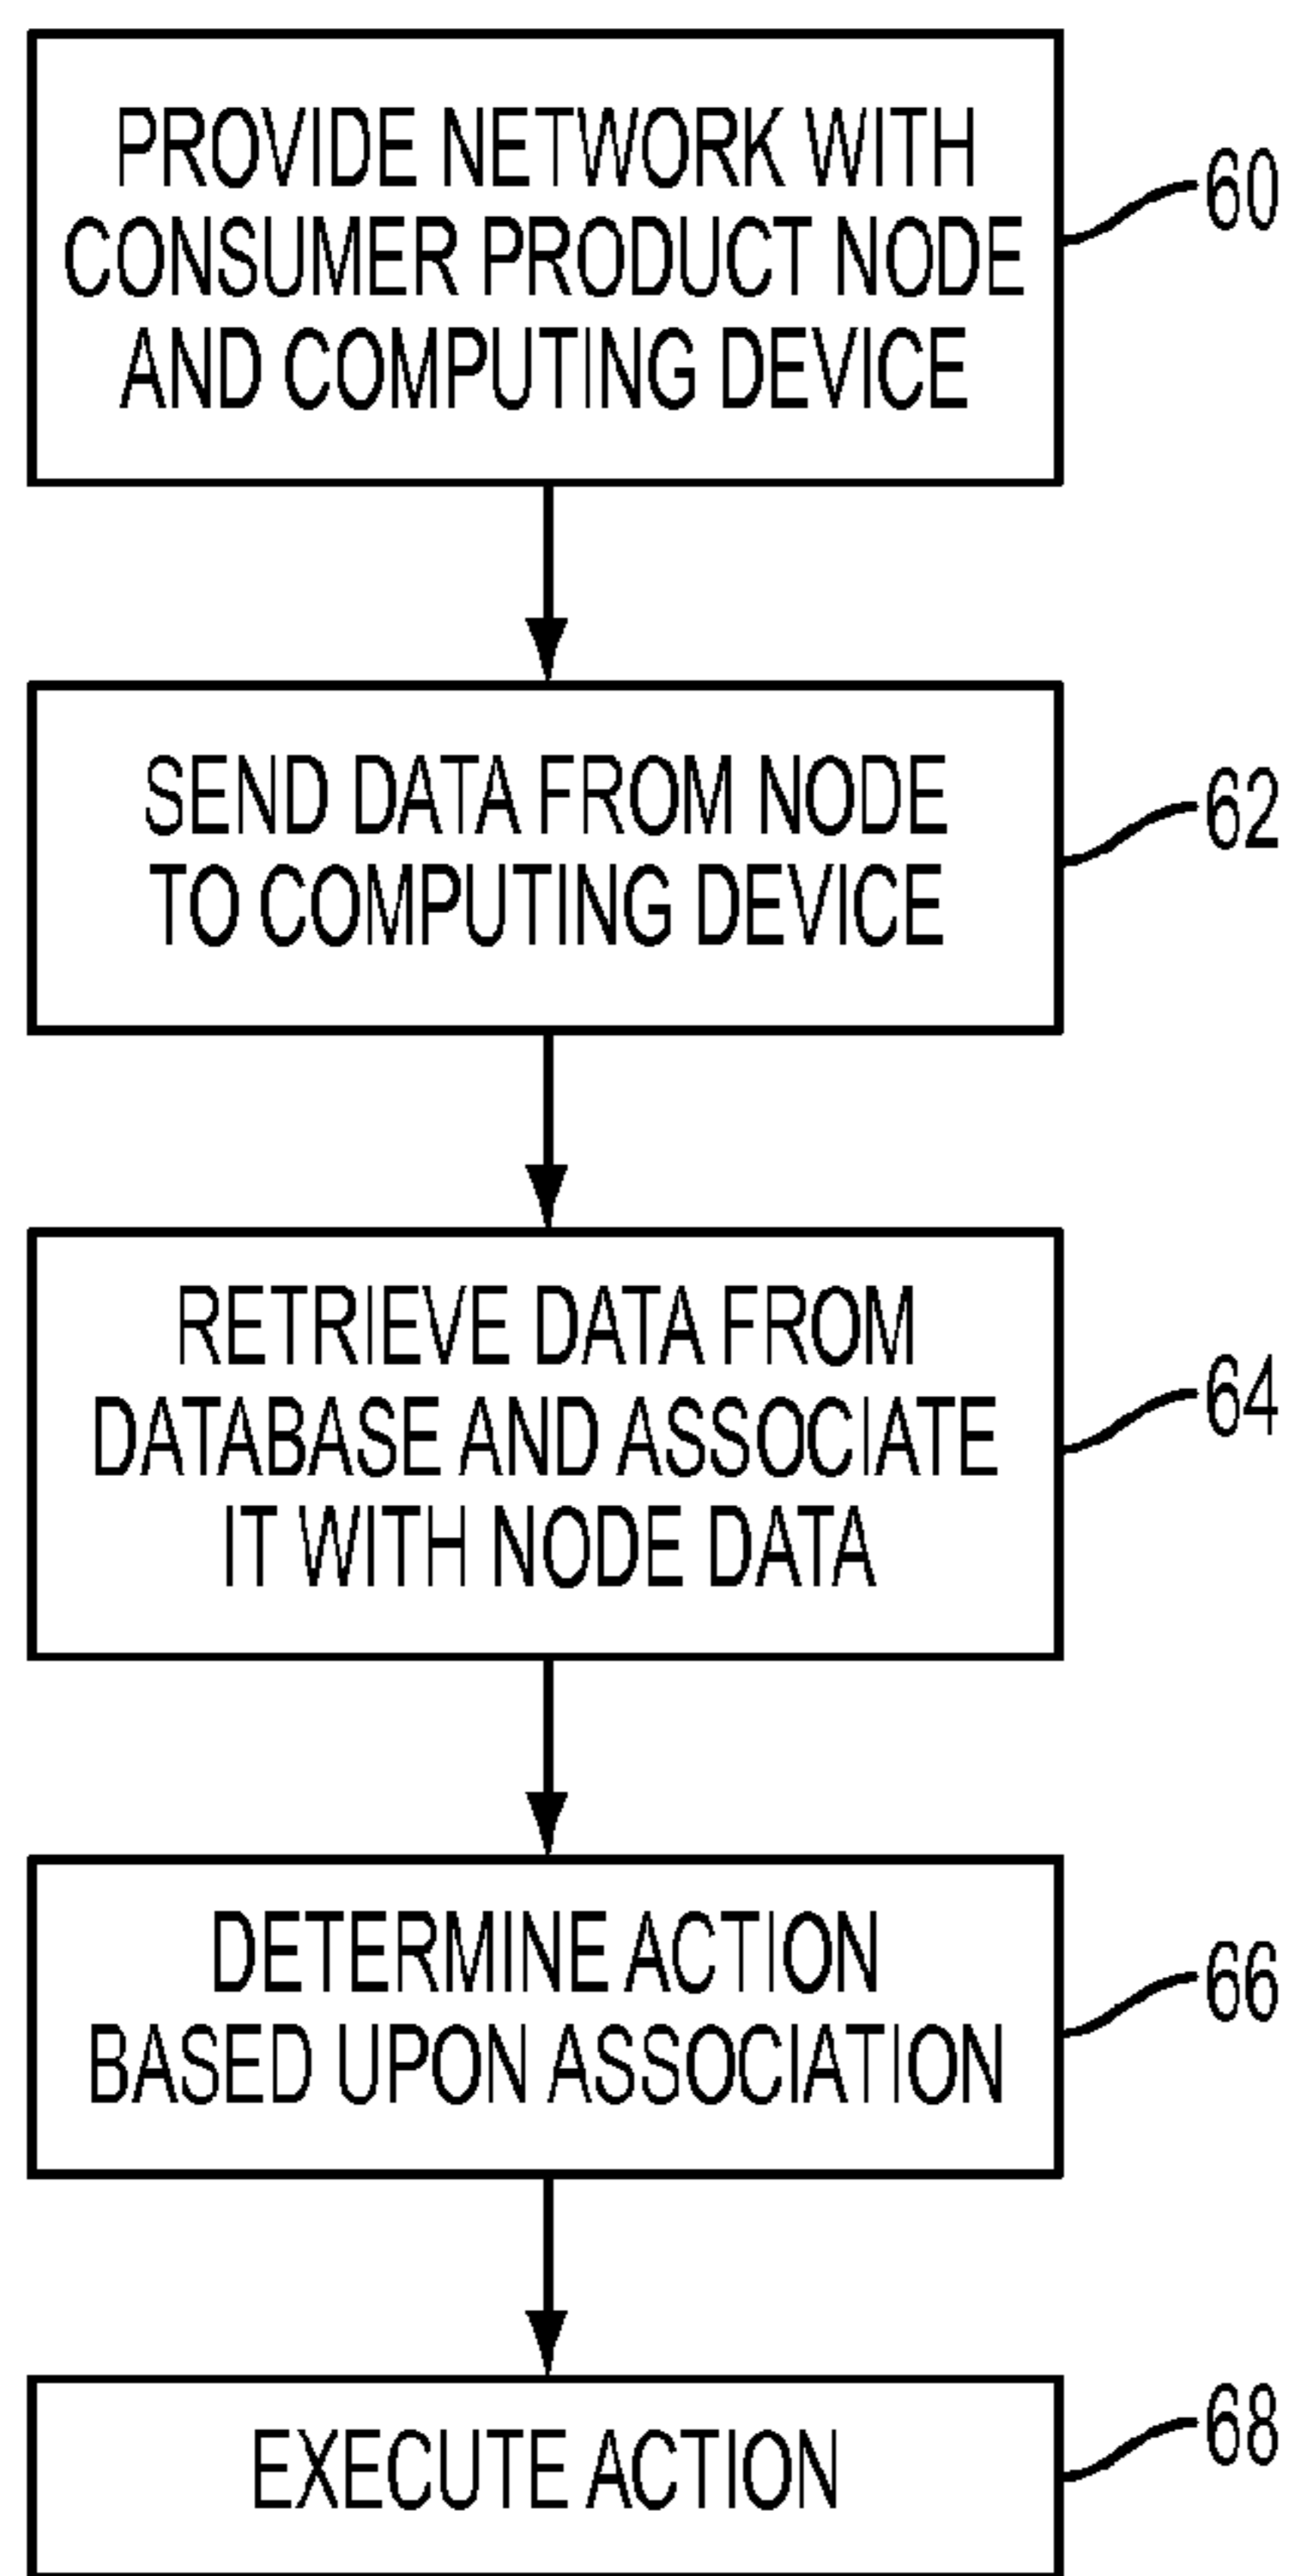 PROVIDE NETWORK WITH
CONSUMER PRODUCT NODE
AND COMPUTING DEVICE
60
SEND DATA FROM NODE
TO COMPUTING DEVICE
62
RETRIEVE DATA FROM
DATABASE AND ASSOCIATE
IT WITH NODE DATA
64
DETERMINE ACTION
BASED UPON ASSOCIATION
66
EXECUTE ACTION
68